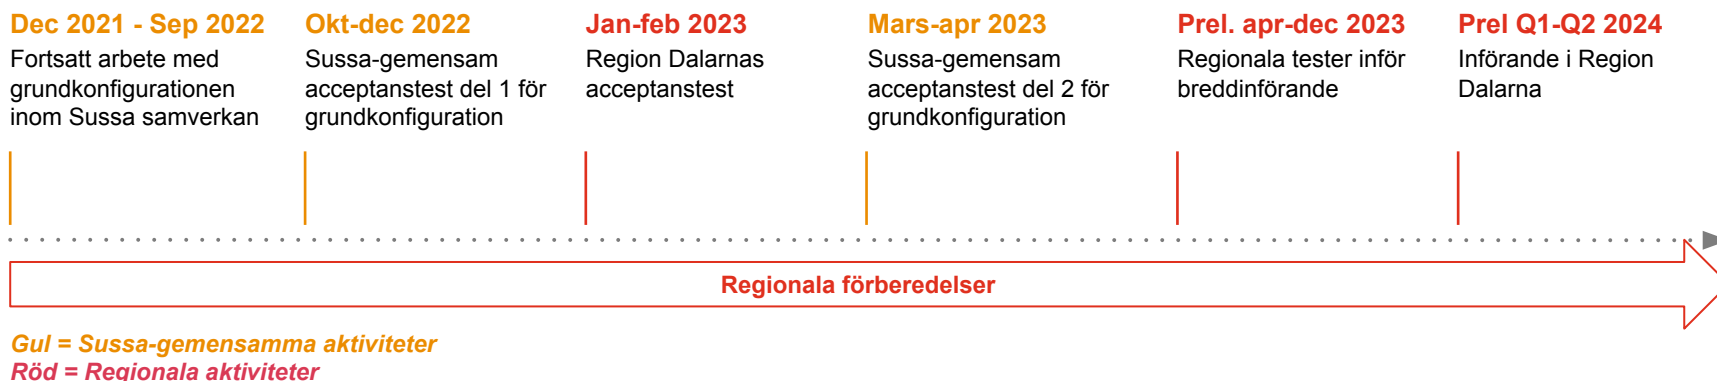 Dec 2021 - Sep 2022
Fortsatt arbete med
grundkonfigurationen
inom Sussa samverkan
Okt-dec 2022
Sussa-gemensam
acceptanstest del 1 för
grundkonfiguration
Jan-feb 2023
Region Dalarnas
acceptanstest
Mars-apr 2023
Sussa-gemensam
acceptanstest del 2 för
grundkonfiguration
Prel. apr-dec 2023
Regionala tester inför
breddinförande
Prel Q1-Q2 2024
Införande i Region
Dalarna
Regionala förberedelser
Gul = Sussa-gemensamma aktiviteter
Röd = Regionala aktiviteter